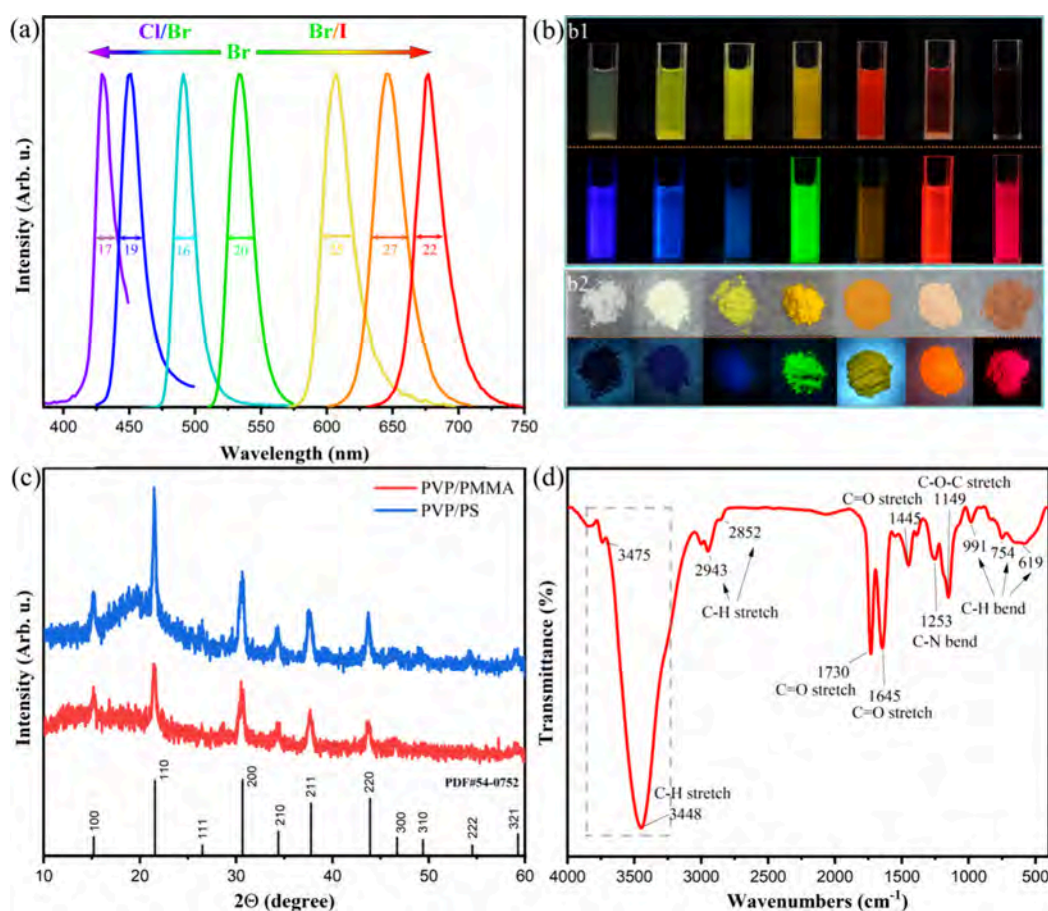 (a)
Cl/Br
Br
Br/I
17
19
16
20
27
22
Intensity (Arb. u.)
400
450
500
550
600
650
700
750
Wavelength (nm)
(b)
b1
b2
(c)
PVP/PMMA
PVP/PS
Intensity (Arb. u.)
PDF#54-0752
100
110
111
200
210
211
220
300
310
222
321
10
20
30
40
50
60
2Θ (degree)
(d)
Transmittance (%)
3475
2943
2852
C-H stretch
C-H stretch
3448
1730
C=O stretch
1645
C=O stretch
C=O stretch
1445
C-O-C stretch
1149
1253
C-N bend
991
754
619
C-H bend
4000
3500
3000
2500
2000
1500
1000
500
Wavenumbers (cm⁻¹)